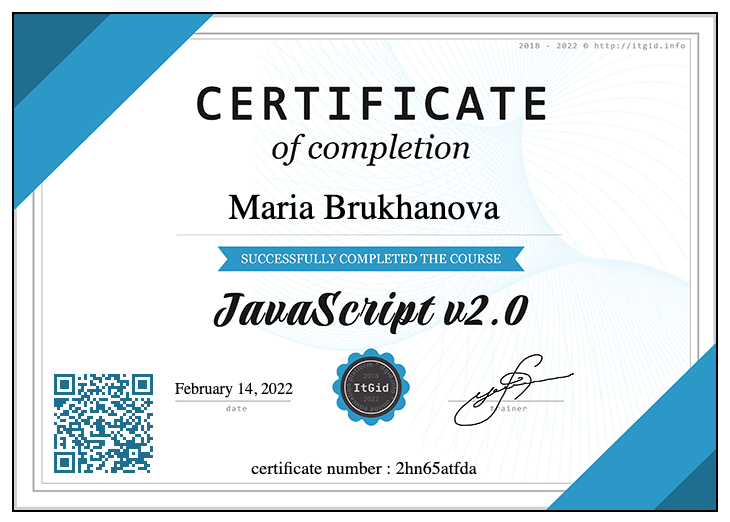 2018 - 2022 © http://itgid.info
CERTIFICATE
of completion
Maria Brukhanova
SUCCESSFULLY COMPLETED THE COURSE
JavaScript v2.0
February 14, 2022
date
2018
ItGid
2022
trainer
certificate number : 2hn65atfda